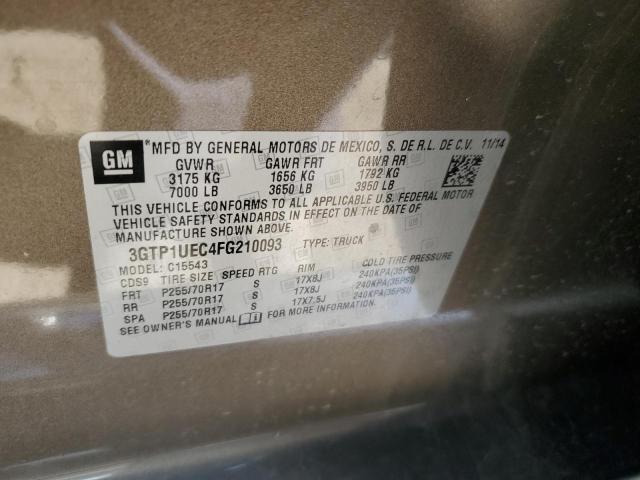 GM *MFD BY GENERAL MOTORS DE MEXICO, S. DE R.L. DE C.V. 11/14
GVWR GAWR FRT GAWR RR
3175 KG 1656 KG 1792 KG
7000 LB 3650 LB 3950 LB
THIS VEHICLE CONFORMS TO ALL APPLICABLE U.S. FEDERAL MOTOR
VEHICLE SAFETY STANDARDS IN EFFECT ON THE DATE OF
MANUFACTURE SHOWN ABOVE.
3GTP1UEC4FG210093 TYPE: TRUCK
MODEL: C15543
CDS9 TIRE SIZE SPEED RTG RIM COLD TIRE PRESSURE
FRT P255/70R17 S 17X8J 240KPA(35PSI)
RR P255/70R17 S 17X8J 240KPA(35PSI)
SPA P255/70R17 S 17X7.5J 240KPA(35PSI)
SEE OWNER'S MANUAL FOR MORE INFORMATION.